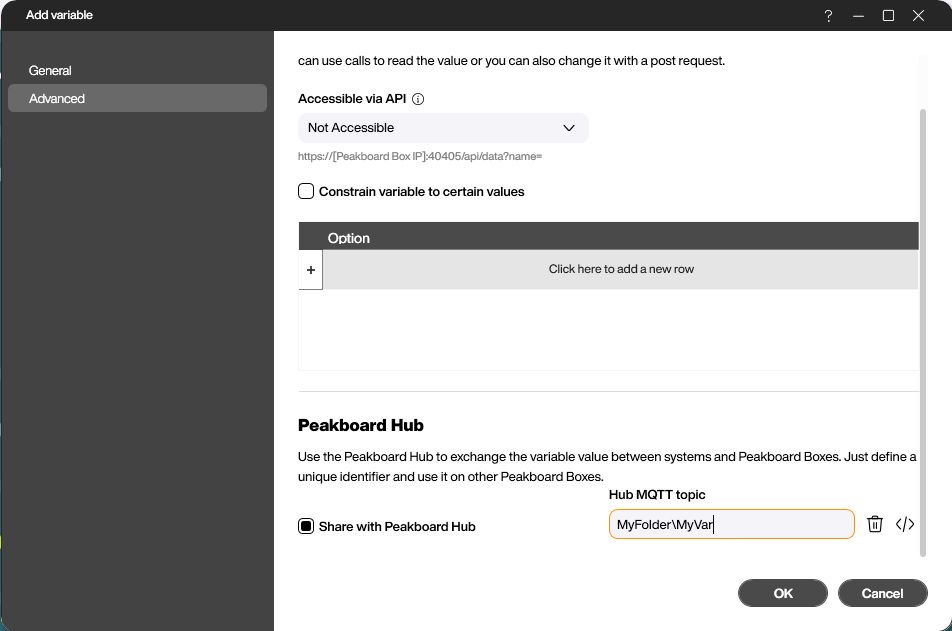 Add variable
General
Advanced
can use calls to read the value or you can also change it with a post request.
Accessible via API
Not Accessible
https://[Peakboard Box IP]:40405/api/data?name=
Constrain variable to certain values
Option
+
Click here to add a new row
Peakboard Hub
Use the Peakboard Hub to exchange the variable value between systems and Peakboard Boxes. Just define a
unique identifier and use it on other Peakboard Boxes.
Hub MQTT topic
Share with Peakboard Hub
MyFolder\MyVar
OK
Cancel